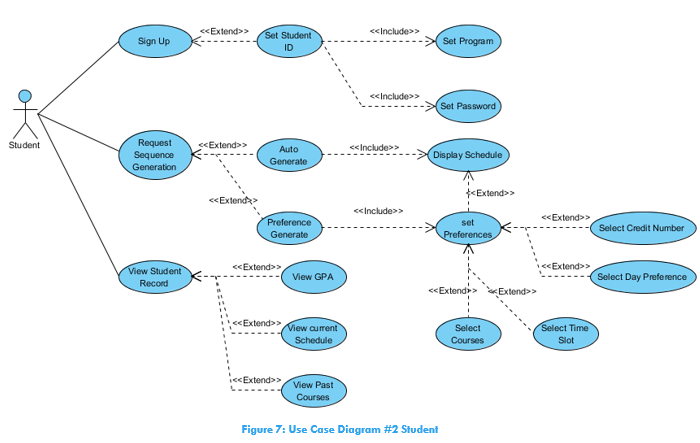 <<Extend>>
<<Include>>
Sign Up
Set Student
ID
Set Program
<<Include>>
Set Password
Student
Request
Sequence
Generation
<<Extend>>
Auto
Generate
<<Include>>
Display Schedule
<<Extend>>
<<Extend>>
Preference
Generate
<<Include>>
set
Preferences
<<Extend>>
Select Credit Number
<<Extend>>
Select Day Preference
View Student
Record
<<Extend>>
View GPA
<<Extend>>
<<Extend>>
<<Extend>>
View current
Schedule
Select
Courses
Select Time
Slot
<<Extend>>
View Past
Courses
Figure 7: Use Case Diagram #2 Student